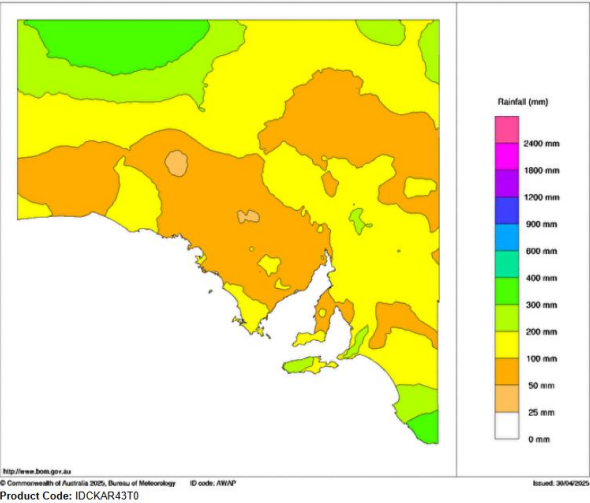 Rainfall (mm)
2400 mm
1800 mm
1200 mm
900 mm
600 mm
400 mm
300 mm
200 mm
100 mm
50 mm
25 mm
0 mm
http://www.bom.gov.au
© Commonwealth of Australia 2025, Bureau of Meteorology ID code: AWAP Issued: 30/04/2025
Product Code: IDCKAR43T0